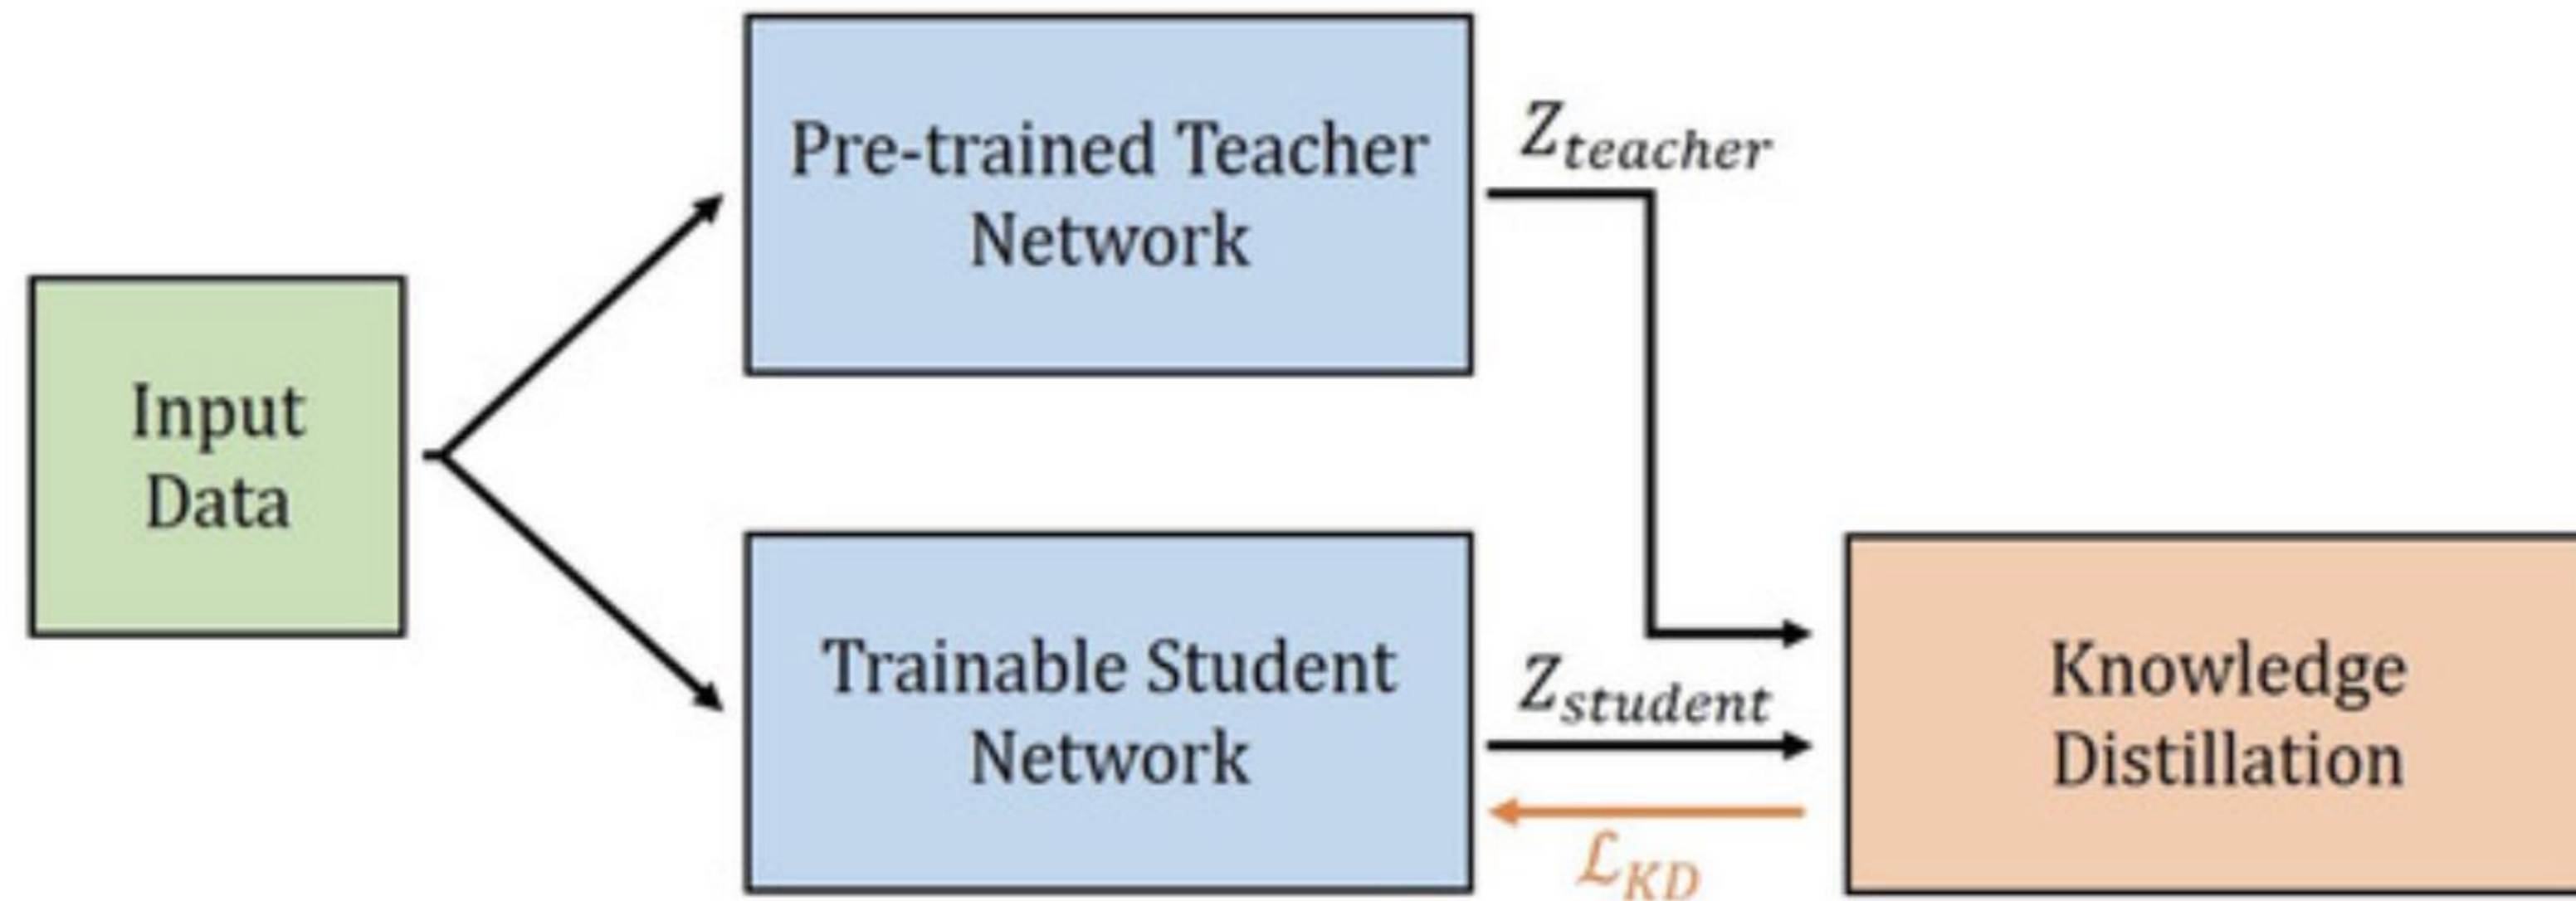 Input
Data
Pre-trained Teacher
Network
Z_teacher
Trainable Student
Network
Z_student
ℒ_KD
Knowledge
Distillation